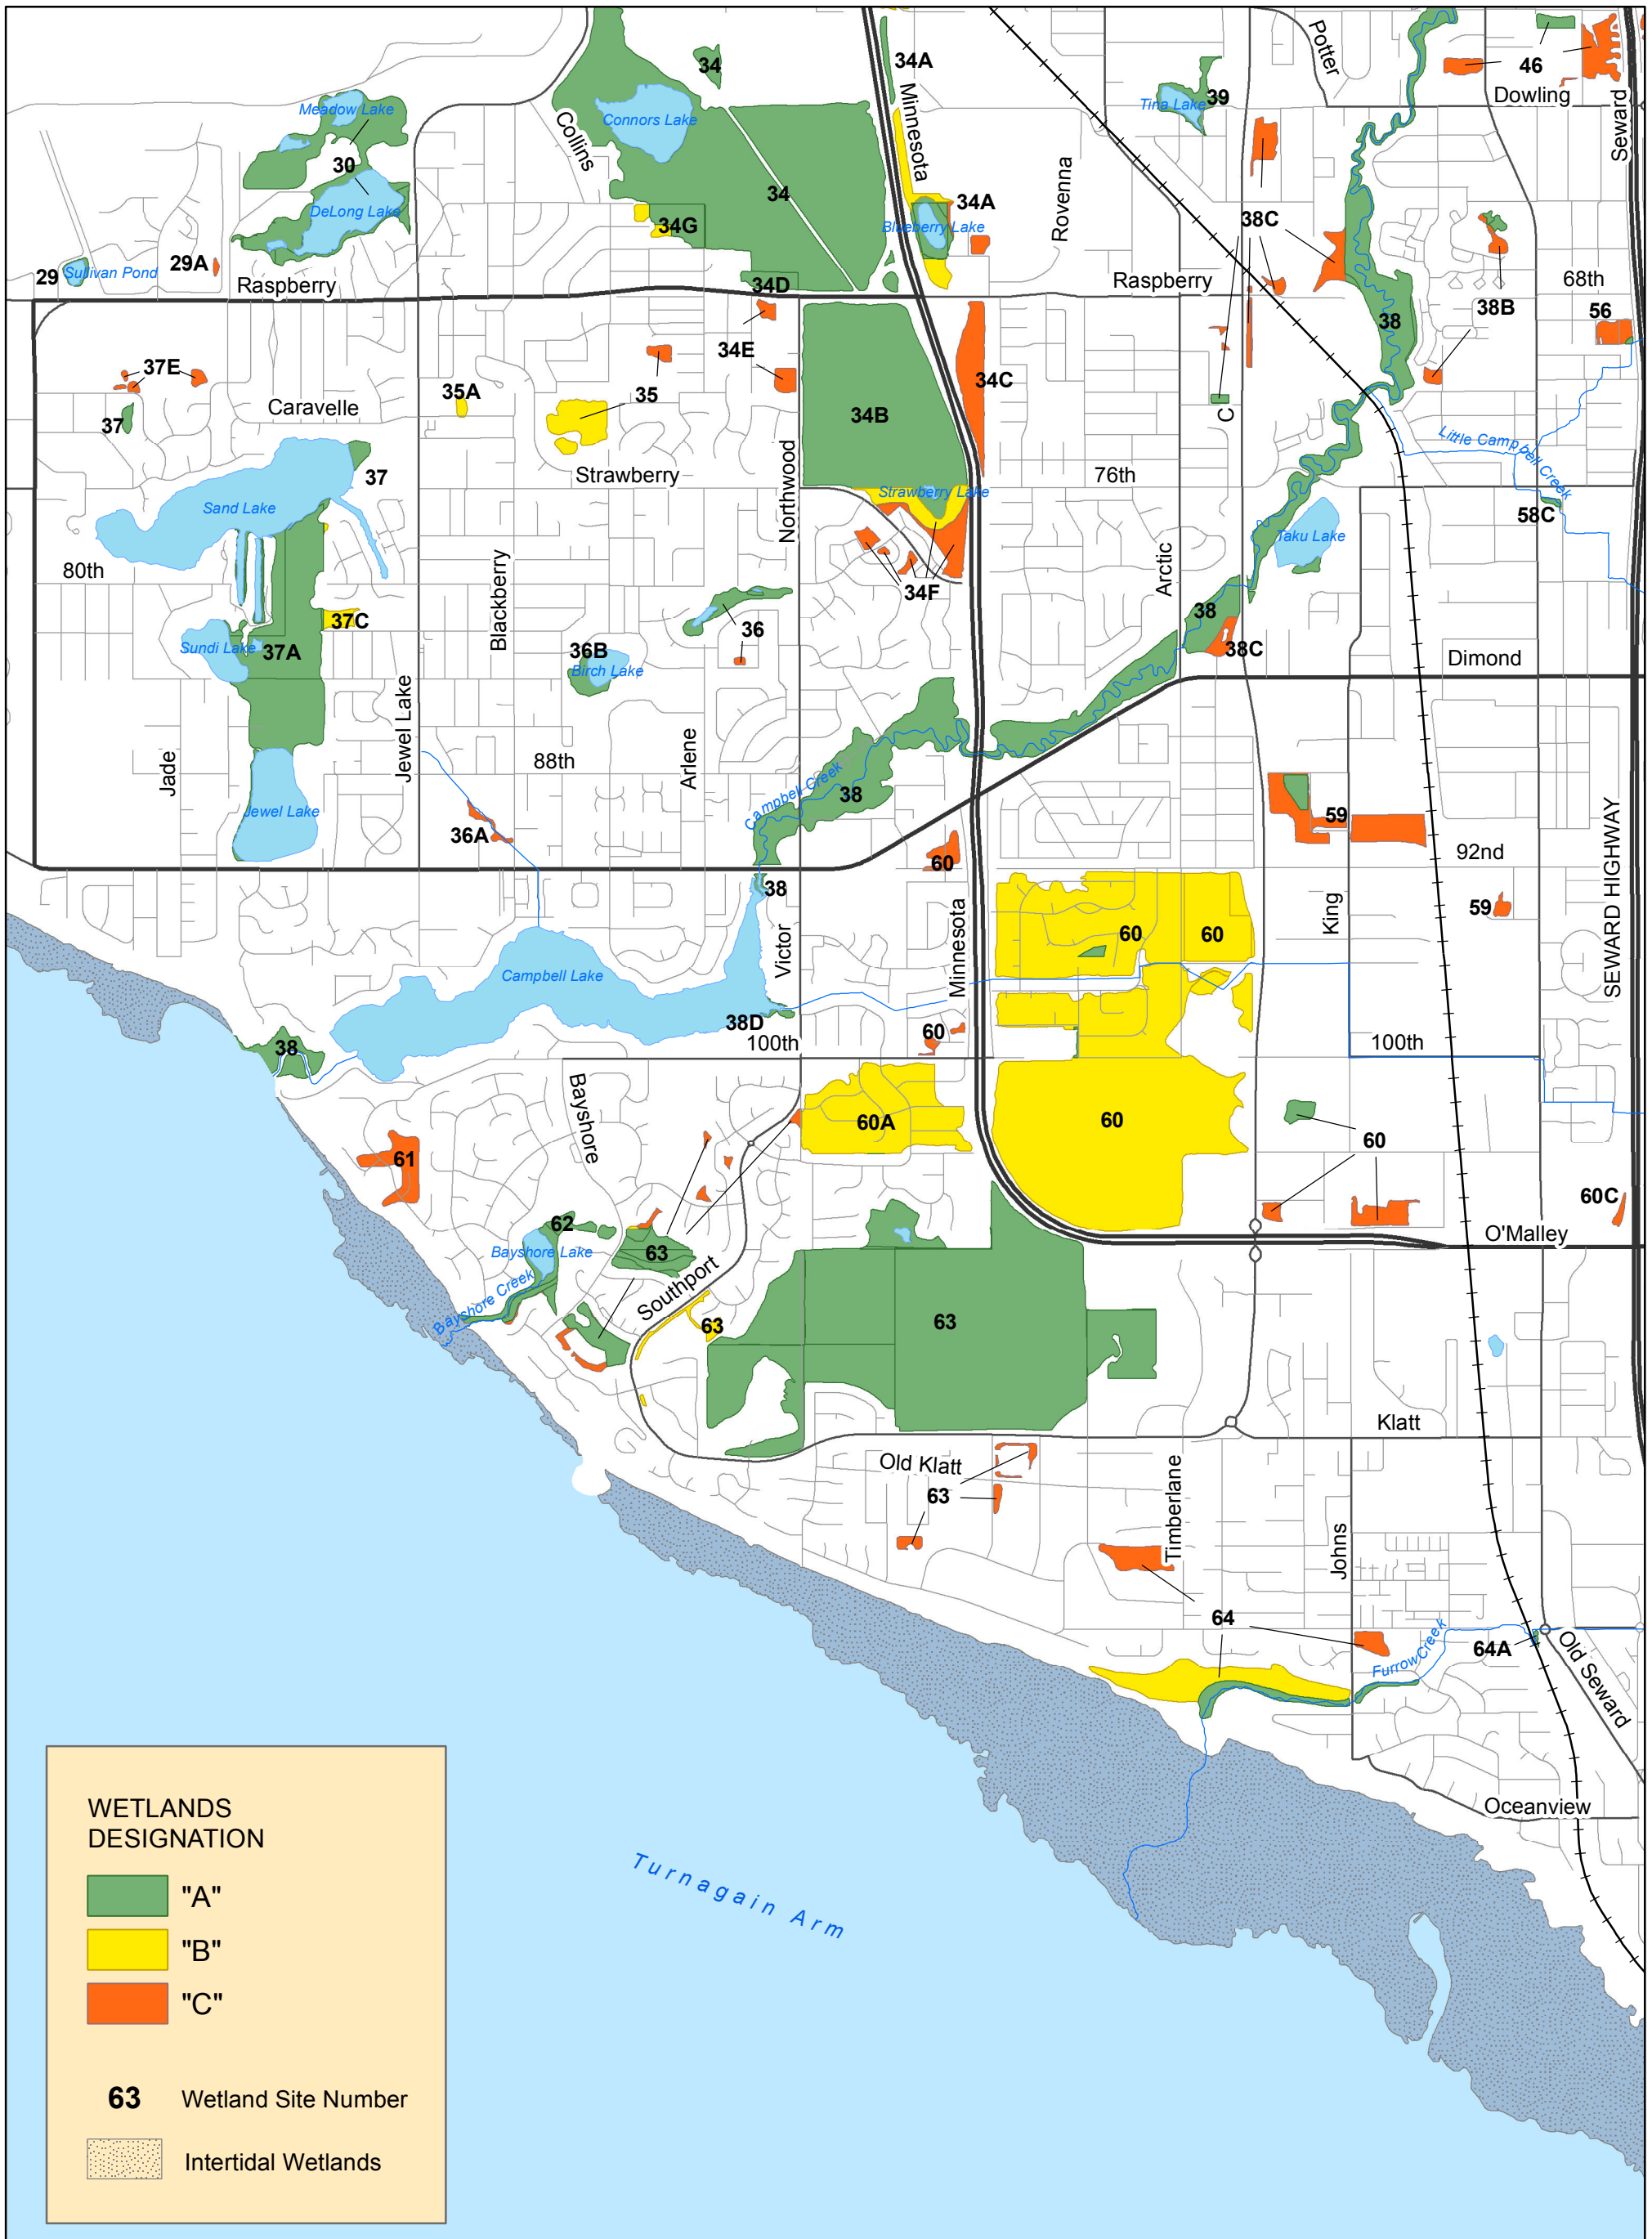 Potter
46
Dowling
Seward
34
34A
Minnesota
Tina Lake
39
Meadow Lake
Connors Lake
Collins
30
34
34A
Rovenna
DeLong Lake
34G
Blueberry Lake
38C
29
Sullivan Pond
29A
Raspberry
34D
Raspberry
38
38B
68th
56
37E
34E
34C
35A
35
Caravelle
37
34B
C
Little Campbell Creek
Strawberry
Northwood
76th
37
Sand Lake
Strawberry Lake
58C
Taku Lake
80th
Blackberry
Arctic
34F
37C
36
38
Sundi Lake
37A
36B
Birch Lake
38C
Dimond
Jade
Jewel Lake
88th
Arlene
Campbell Creek
38
Jewel Lake
36A
59
60
92nd
SEWARD HIGHWAY
38
Victor
Minnesota
60
60
King
59
Campbell Lake
38D
60
100th
100th
38
Bayshore
60A
60
60
61
60C
62
Bayshore Lake
63
O'Malley
Bayshore Creek
Southport
63
63
Klatt
Old Klatt
63
Timberlane
Johns
64
Furrow Creek
64A
Old Seward
Oceanview
Turnagain Arm
WETLANDS
DESIGNATION
"A"
"B"
"C"
63 Wetland Site Number
Intertidal Wetlands